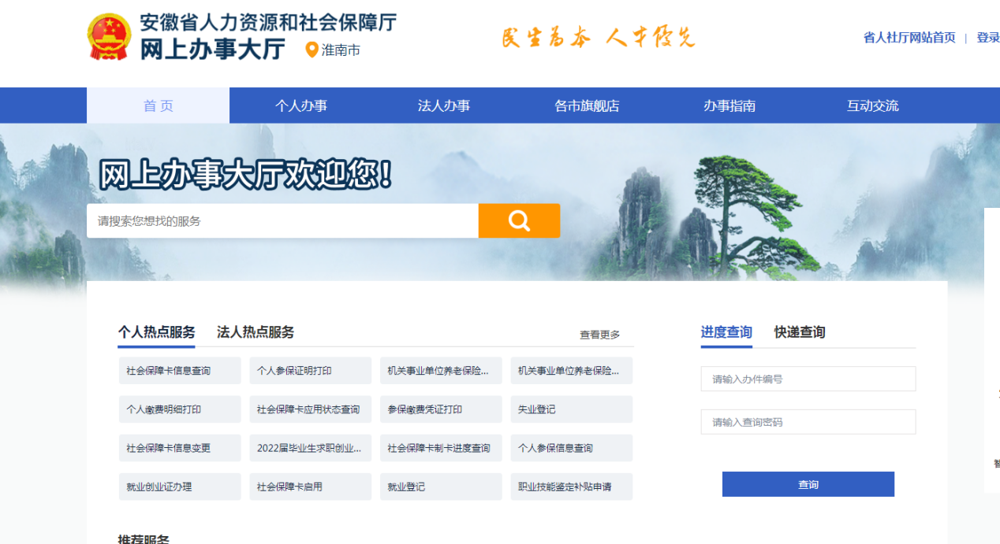 安徽省人力资源和社会保障厅
网上办事大厅 淮南市
民生为本 人才优先
省人社厅网站首页 | 登录
首 页 个人办事 法人办事 各市旗舰店 办事指南 互动交流
网上办事大厅欢迎您!
请搜索您想找的服务
个人热点服务 法人热点服务 查看更多
进度查询 快递查询
社会保障卡信息查询 个人参保证明打印 机关事业单位养老保险... 机关事业单位养老保险...
请输入办件编号
个人缴费明细打印 社会保障卡应用状态查询 参保缴费凭证打印 失业登记
请输入查询密码
社会保障卡信息变更 2022届毕业生求职创业... 社会保障卡制卡进度查询 个人参保信息查询
就业创业证办理 社会保障卡启用 就业登记 职业技能鉴定补贴申请
查询
推荐服务